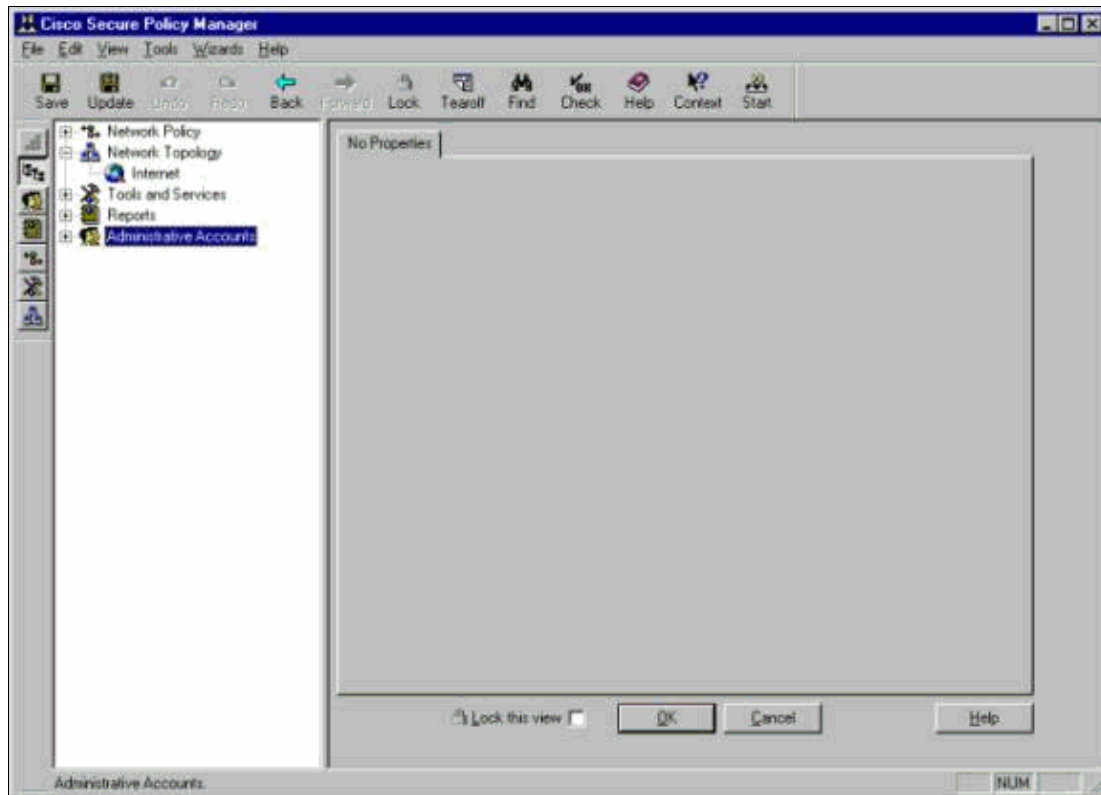 Cisco Secure Policy Manager
File Edit View Tools Wizards Help
Save Update Undo Redo Back Forward Lock Tearoff Find Check Help Context Start
Network Policy
Network Topology
Internet
Tools and Services
Reports
Administrative Accounts
No Properties
Lock this view OK Cancel Help
Administrative Accounts. NUM